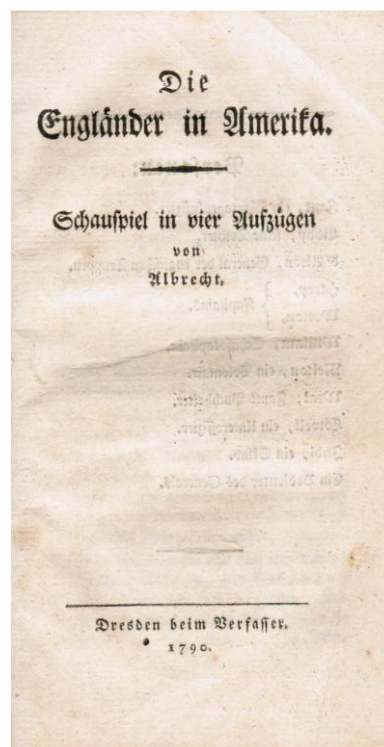 Die
Engländer in Amerika.
Schauspiel in vier Aufzügen
von
Albrecht.
Dresden beim Verfasser.
1790.